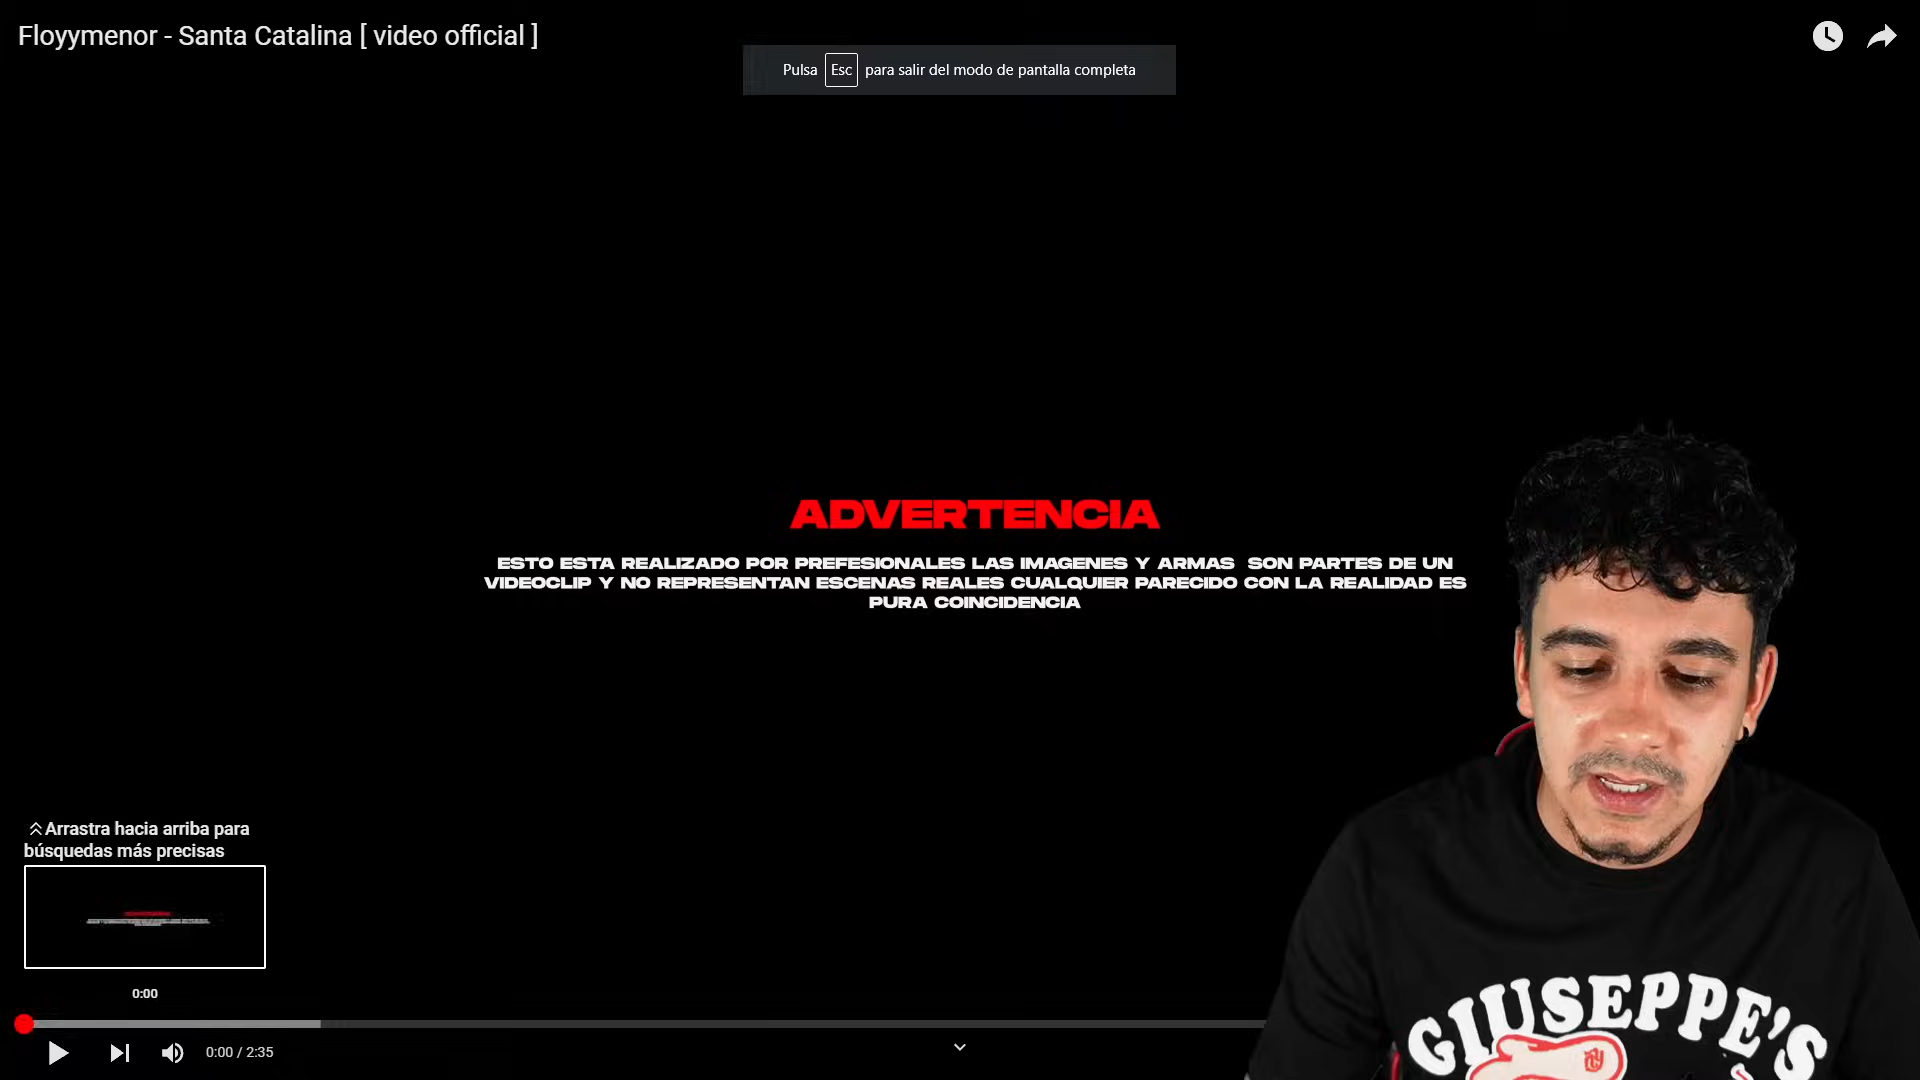 Floyymenor - Santa Catalina [ video official ]
Pulsa Esc para salir del modo de pantalla completa
ADVERTENCIA
ESTO ESTA REALIZADO POR PREFESIONALES LAS IMAGENES Y ARMAS SON PARTES DE UN
VIDEOCLIP Y NO REPRESENTAN ESCENAS REALES CUALQUIER PARECIDO CON LA REALIDAD ES
PURA COINCIDENCIA
Arrastra hacia arriba para
búsquedas más precisas
0:00
0:00 / 2:35
GIUSEPPE'S